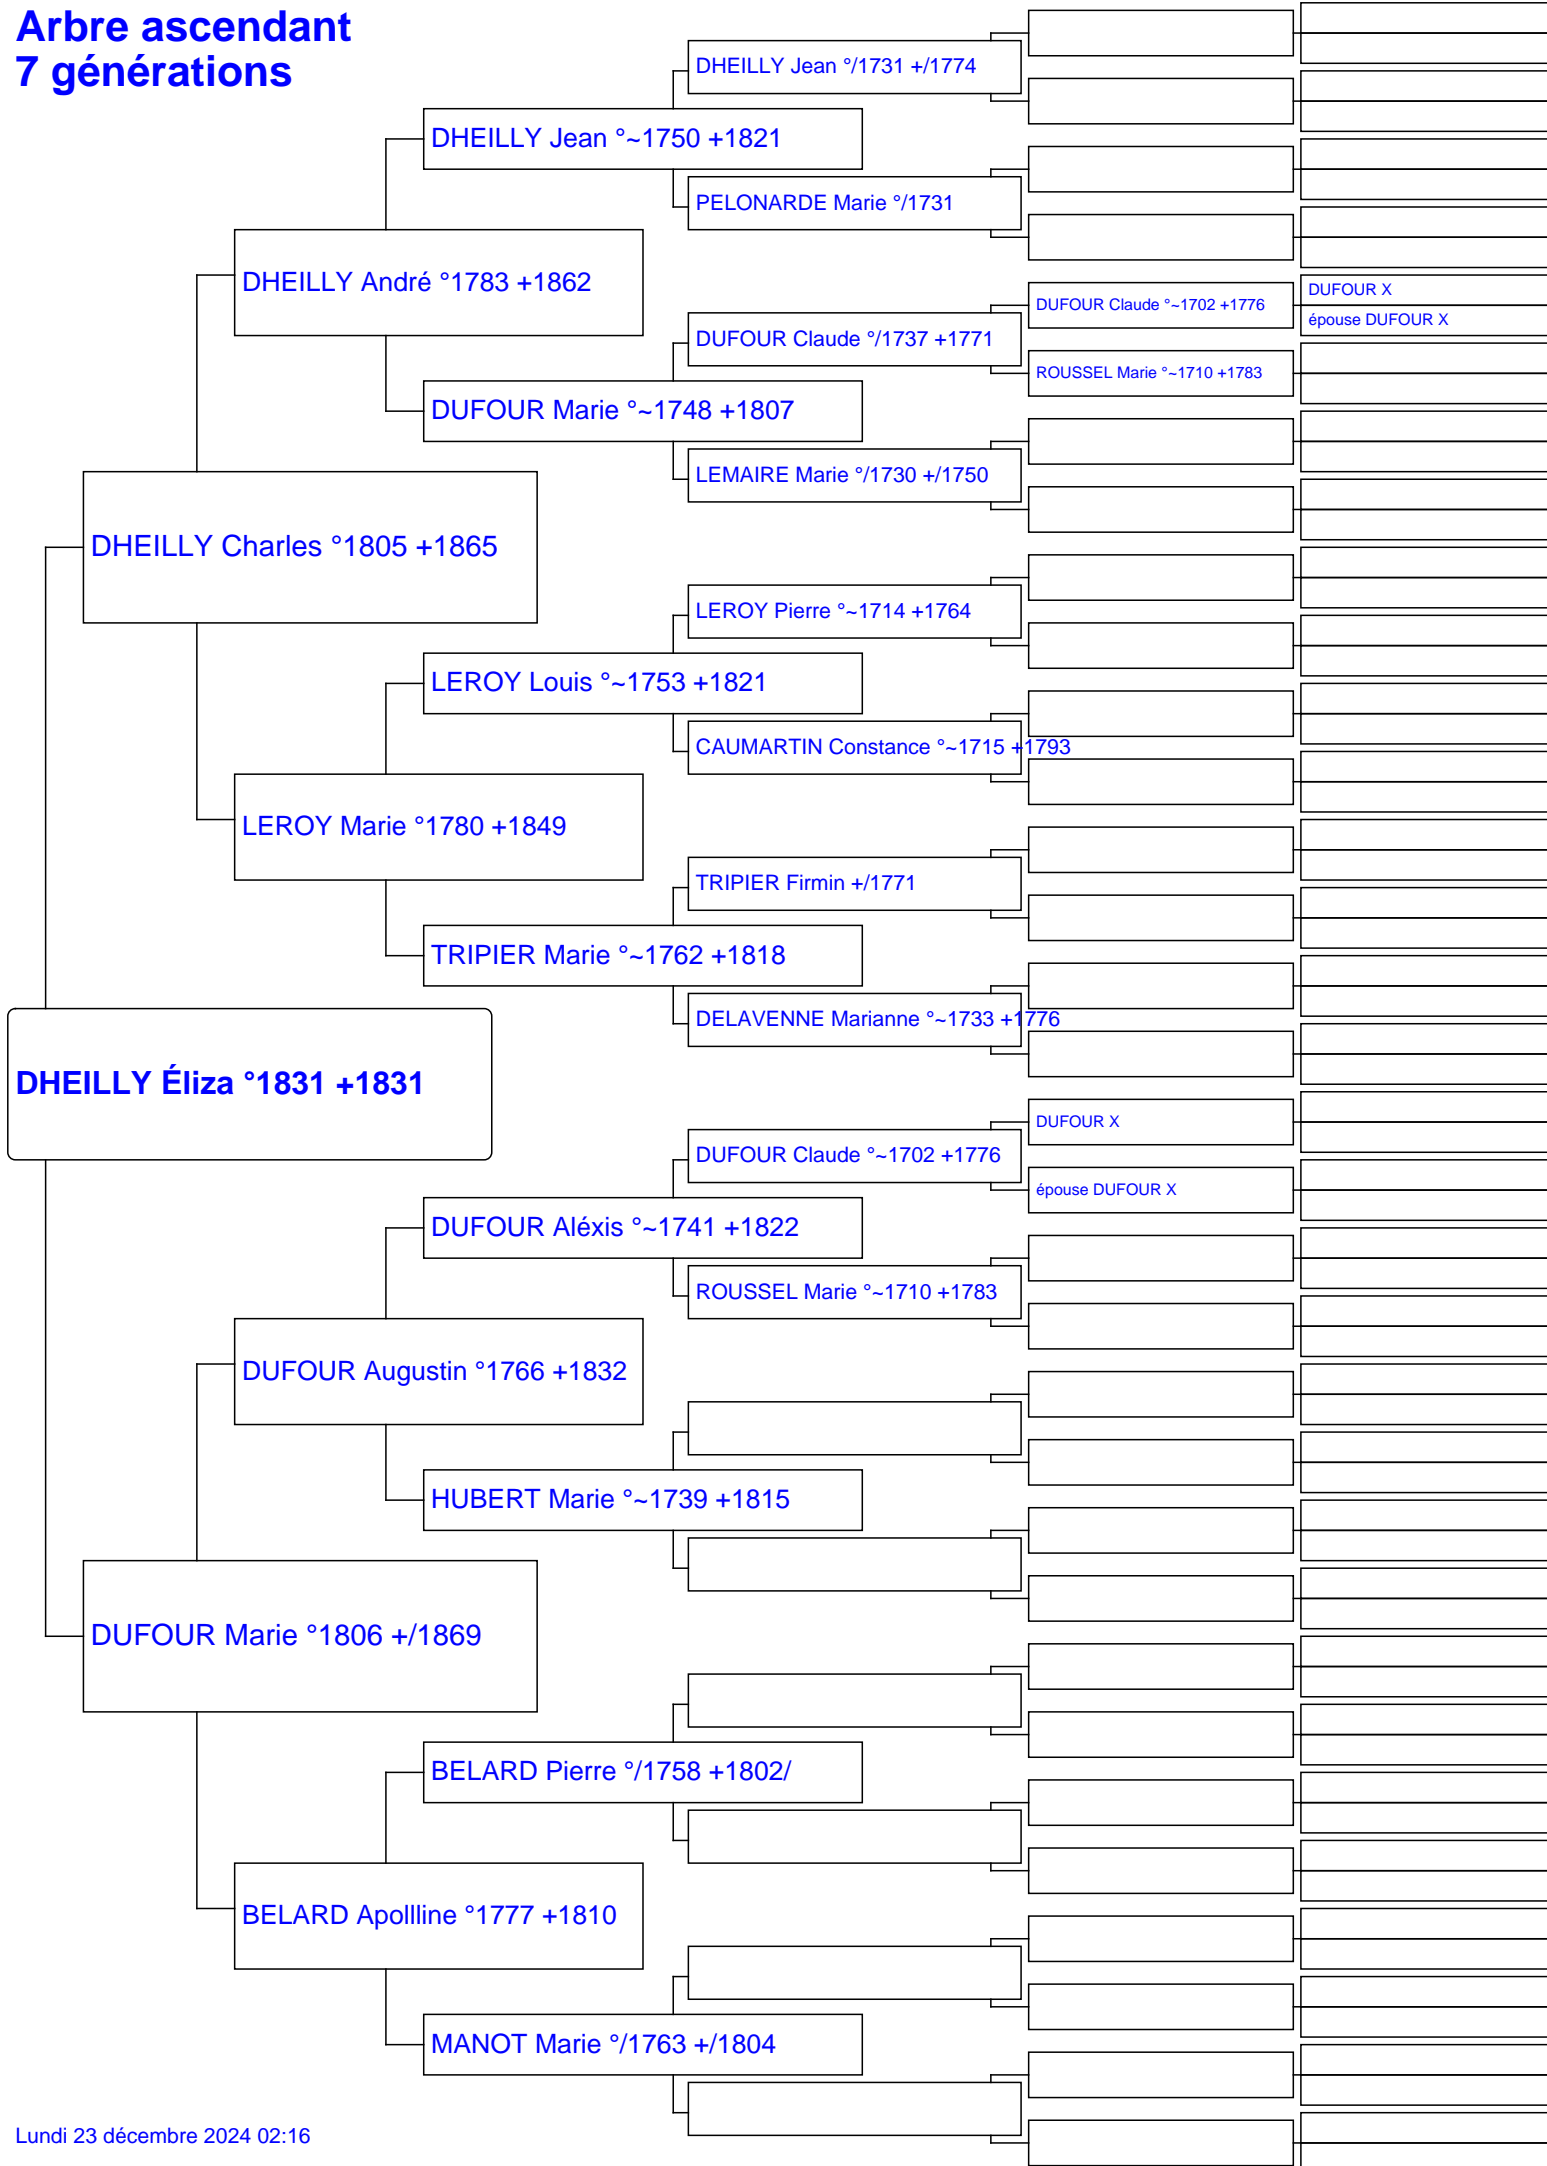 Arbre ascendant
7 générations
DHEILLY Jean °/1731 +/1774
DHEILLY Jean °~1750 +1821
PELONARDE Marie °/1731
DHEILLY André °1783 +1862
DUFOUR Claude °~1702 +1776
DUFOUR X
épouse DUFOUR X
DUFOUR Claude °/1737 +1771
ROUSSEL Marie °~1710 +1783
DUFOUR Marie °~1748 +1807
LEMAIRE Marie °/1730 +/1750
DHEILLY Charles °1805 +1865
LEROY Pierre °~1714 +1764
LEROY Louis °~1753 +1821
CAUMARTIN Constance °~1715 +1793
LEROY Marie °1780 +1849
TRIPIER Firmin +/1771
TRIPIER Marie °~1762 +1818
DELAVENNE Marianne °~1733 +1776
DHEILLY Éliza °1831 +1831
DUFOUR X
DUFOUR Claude °~1702 +1776
épouse DUFOUR X
DUFOUR Aléxis °~1741 +1822
ROUSSEL Marie °~1710 +1783
DUFOUR Augustin °1766 +1832
HUBERT Marie °~1739 +1815
DUFOUR Marie °1806 +/1869
BELARD Pierre °/1758 +1802/
BELARD Apollline °1777 +1810
MANOT Marie °/1763 +/1804
Lundi 23 décembre 2024 02:16